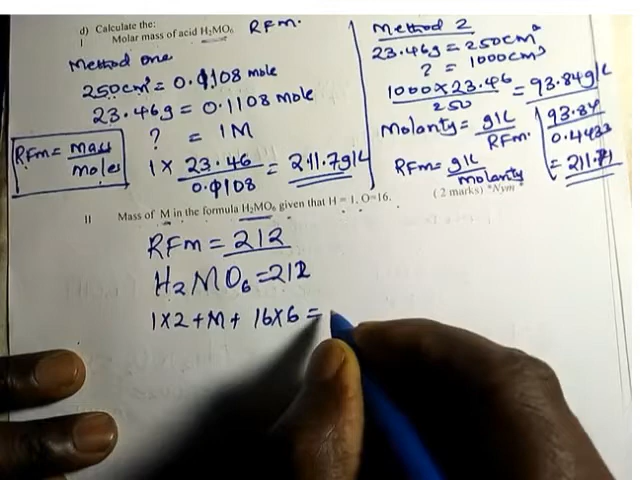 d) Calculate the:
I Molar mass of acid H₂MO₆ RFm.
Method one
250cm³ = 0.1108 mole
23.46g = 0.1108 mole
? = 1M
RFm = mass / moles
1 × 23.46 / 0.1108 = 211.7g/L
Method 2
23.46g = 250cm³
? = 1000cm³
1000 × 23.46 / 250 = 93.84g/L
Molarity = g/L / RFm.
RFm = g/L / molarity
93.84 / 0.4433
= 211.71
(2 marks) *Nym*
II Mass of M in the formula H₂MO₆ given that H = 1, O=16.
RFm = 212
H₂MO₆ = 212
1×2 + M + 16×6 =